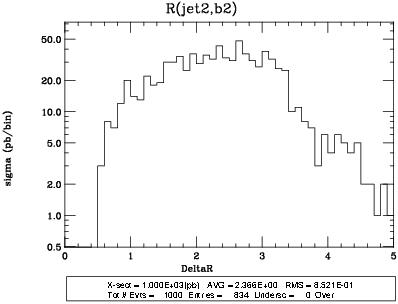 R(jet2,b2)
sigma (pb/bin)
50.0
20.0
10.0
5.0
2.0
1.0
0.5
0 1 2 3 4 5
DeltaR
X-sect = 1.000E+03(pb) AVG = 2.366E+00 RMS = 8.521E-01
Tot # Evts = 1000 Entries = 834 Undersc = 0 Over